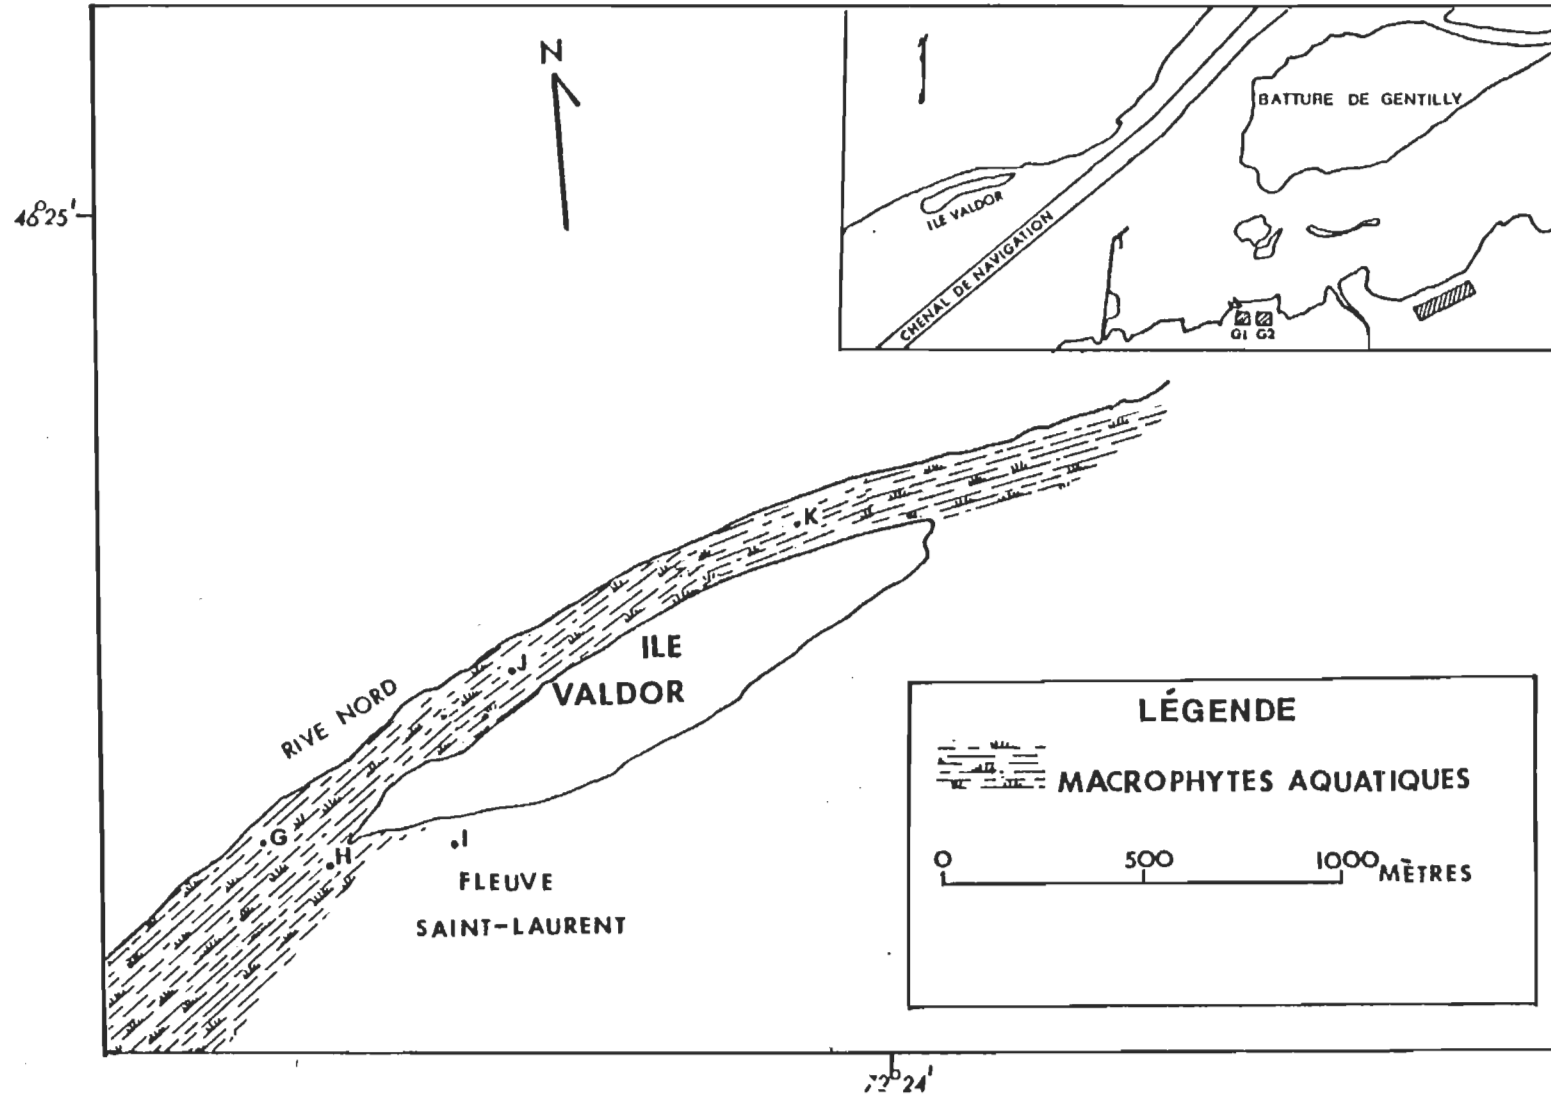 N
46°25'
BATTURE DE GENTILLY
ILE VALDOR
CHENAL DE NAVIGATION
G1 G2
K
J
ILE
VALDOR
RIVE NORD
G
H
I
FLEUVE
SAINT-LAURENT
LÉGENDE
MACROPHYTES AQUATIQUES
0 500 1000 MÈTRES
72°24'